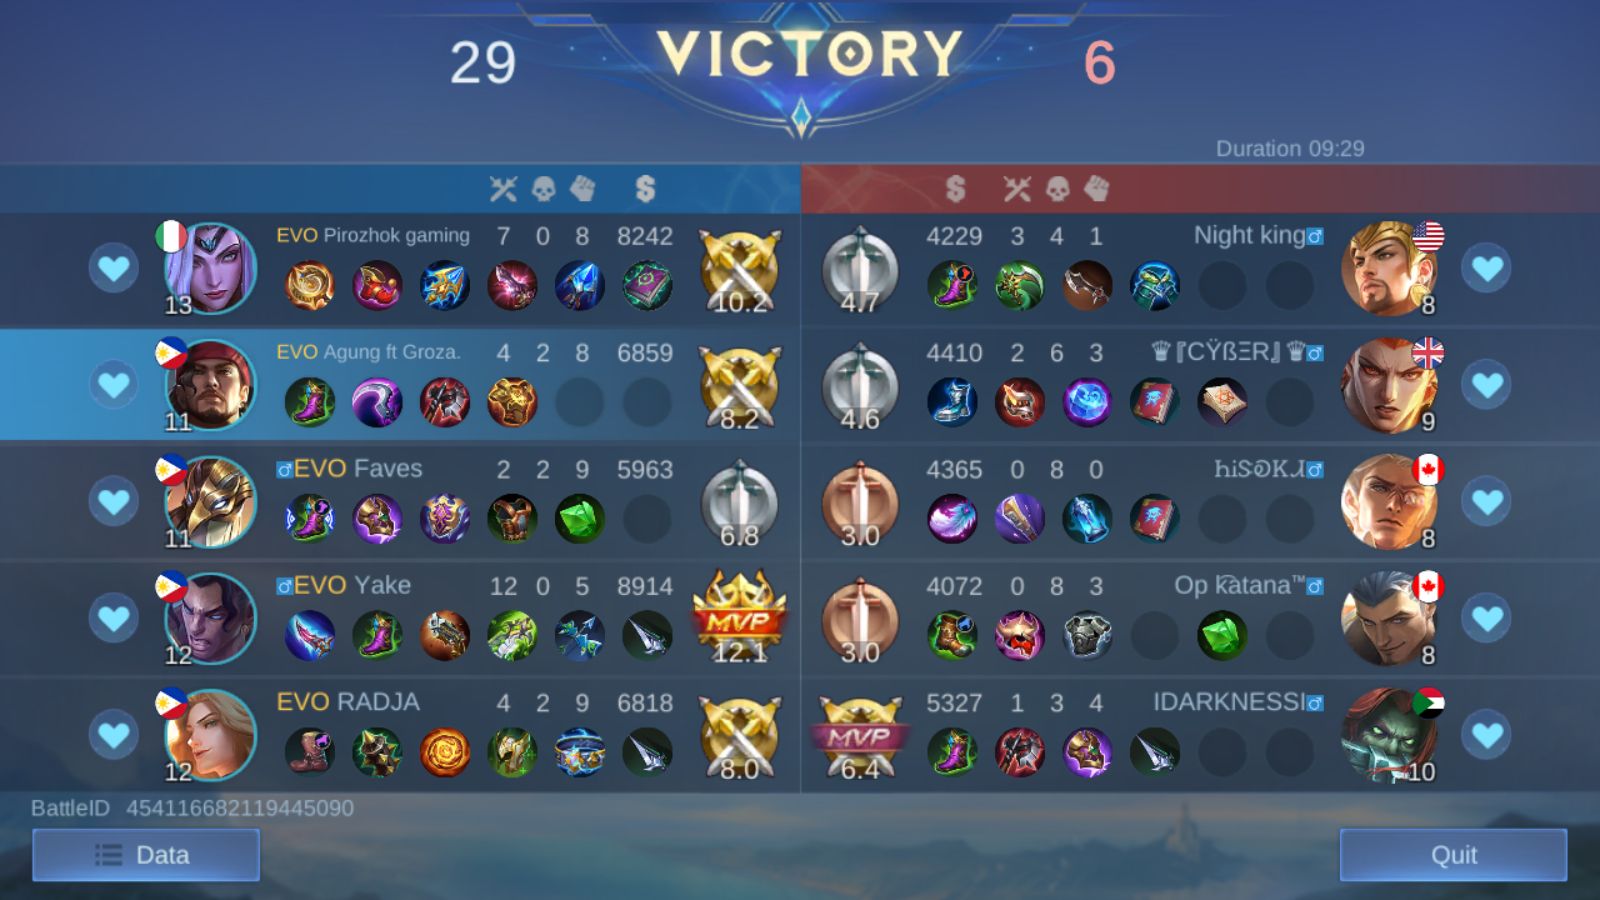 29 VICTORY 6
Duration 09:29
EVO Pirozhok gaming 7 0 8 8242
13 10.2
4.7 4229 3 4 1 Night king♂
8
EVO Agung ft Groza. 4 2 8 6859
11 8.2
4.6 4410 2 6 3 ♕『CŸßΞR』♕♂
9
♂EVO Faves 2 2 9 5963
11 6.8
3.0 4365 0 8 0
8
♂EVO Yake 12 0 5 8914
MVP
12 12.1
3.0 4072 0 8 3 Op katana™♂
8
EVO RADJA 4 2 9 6818
12 8.0
5327 1 3 4 IDARKNESSI♂
MVP
6.4 10
BattleID 454116682119445090
Data
Quit